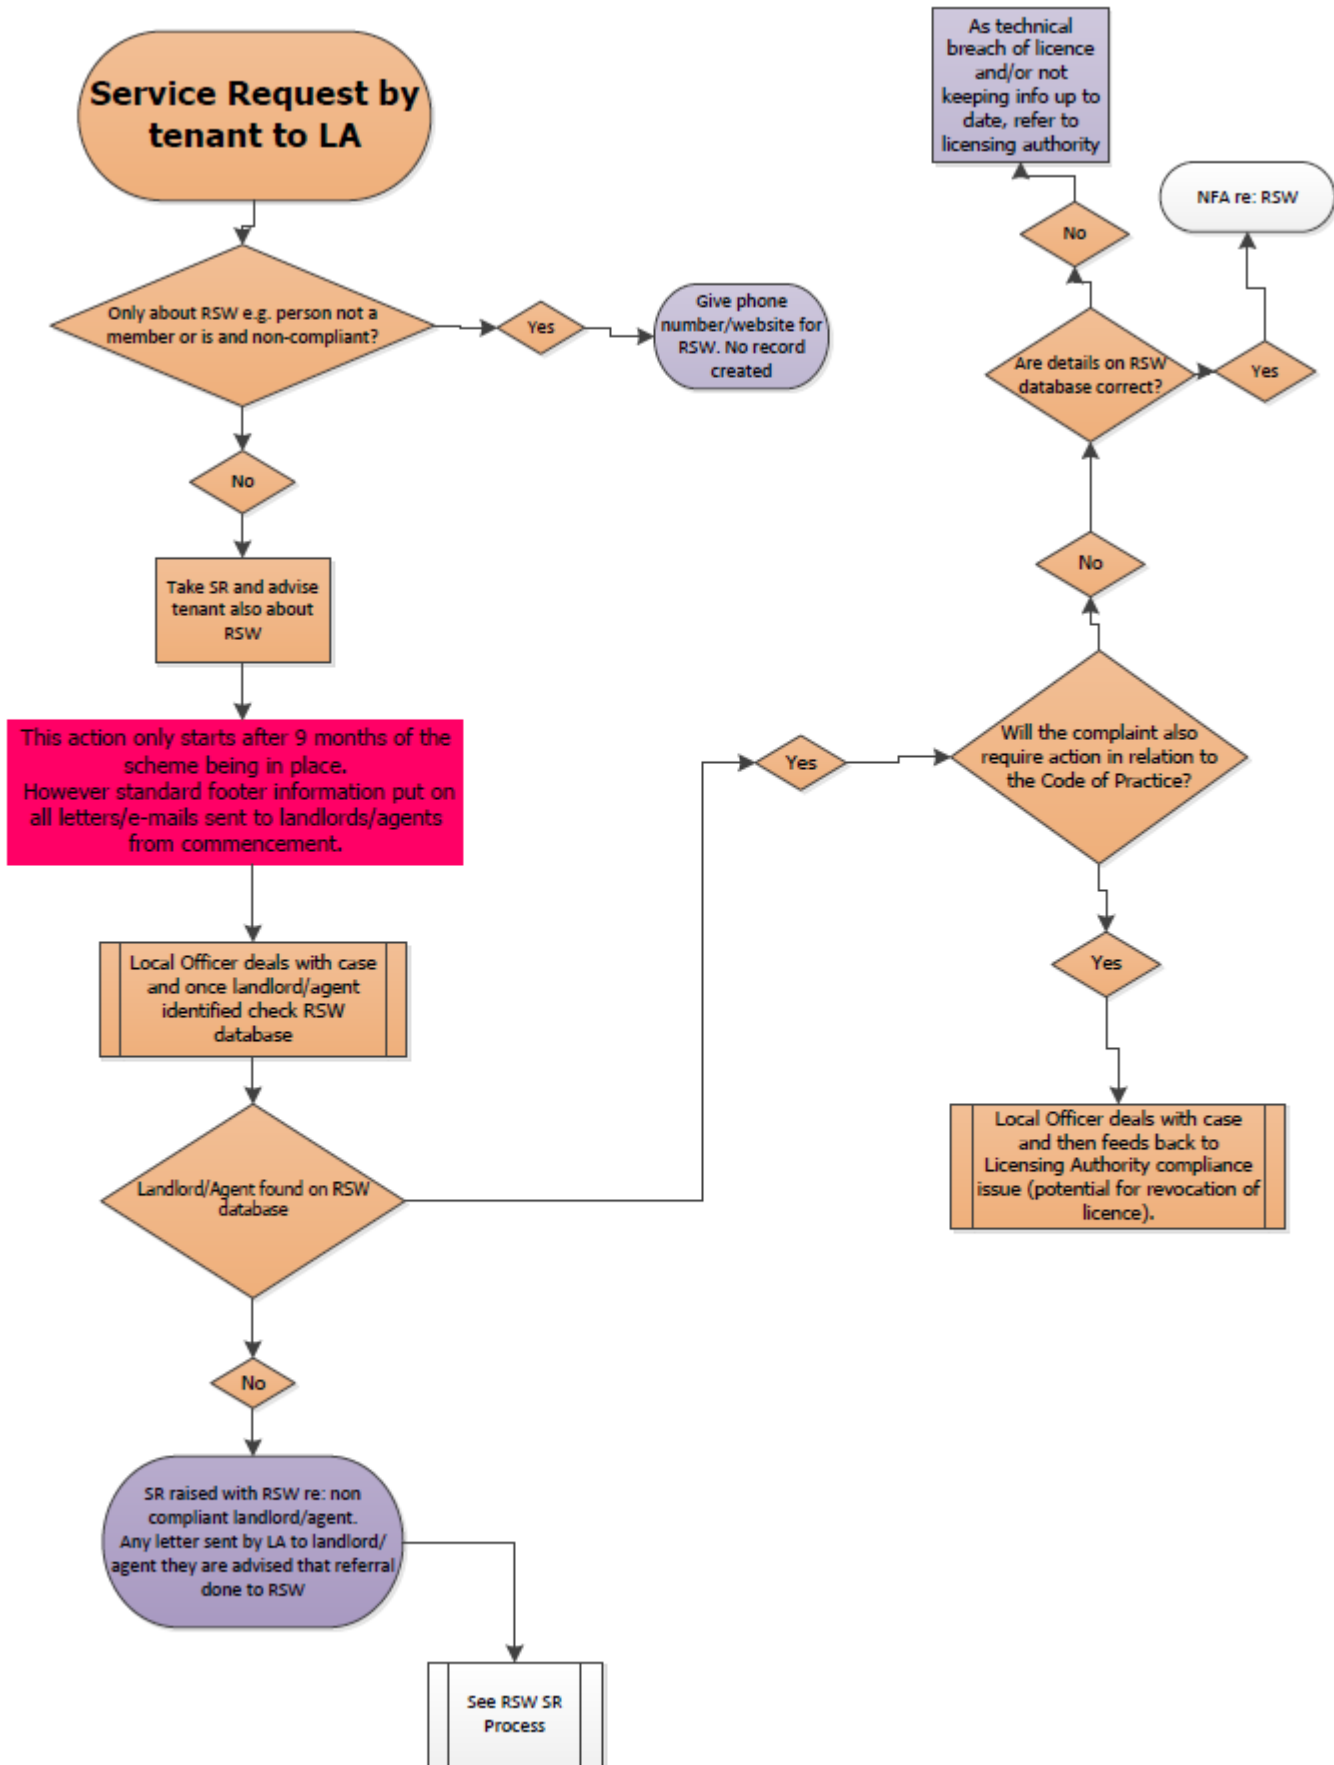 Service Request by
tenant to LA
Only about RSW e.g. person not a
member or is and non-compliant?
Yes
Give phone
number/website for
RSW. No record
created
No
Take SR and advise
tenant also about
RSW
This action only starts after 9 months of the
scheme being in place.
However standard footer information put on
all letters/e-mails sent to landlords/agents
from commencement.
Local Officer deals with case
and once landlord/agent
identified check RSW
database
Landlord/Agent found on RSW
database
No
SR raised with RSW re: non
compliant landlord/agent.
Any letter sent by LA to landlord/
agent they are advised that referral
done to RSW
See RSW SR
Process
Yes
Will the complaint also
require action in relation to
the Code of Practice?
Yes
Local Officer deals with case
and then feeds back to
Licensing Authority compliance
issue (potential for revocation of
licence).
No
Are details on RSW
database correct?
Yes
NFA re: RSW
No
As technical
breach of licence
and/or not
keeping info up to
date, refer to
licensing authority